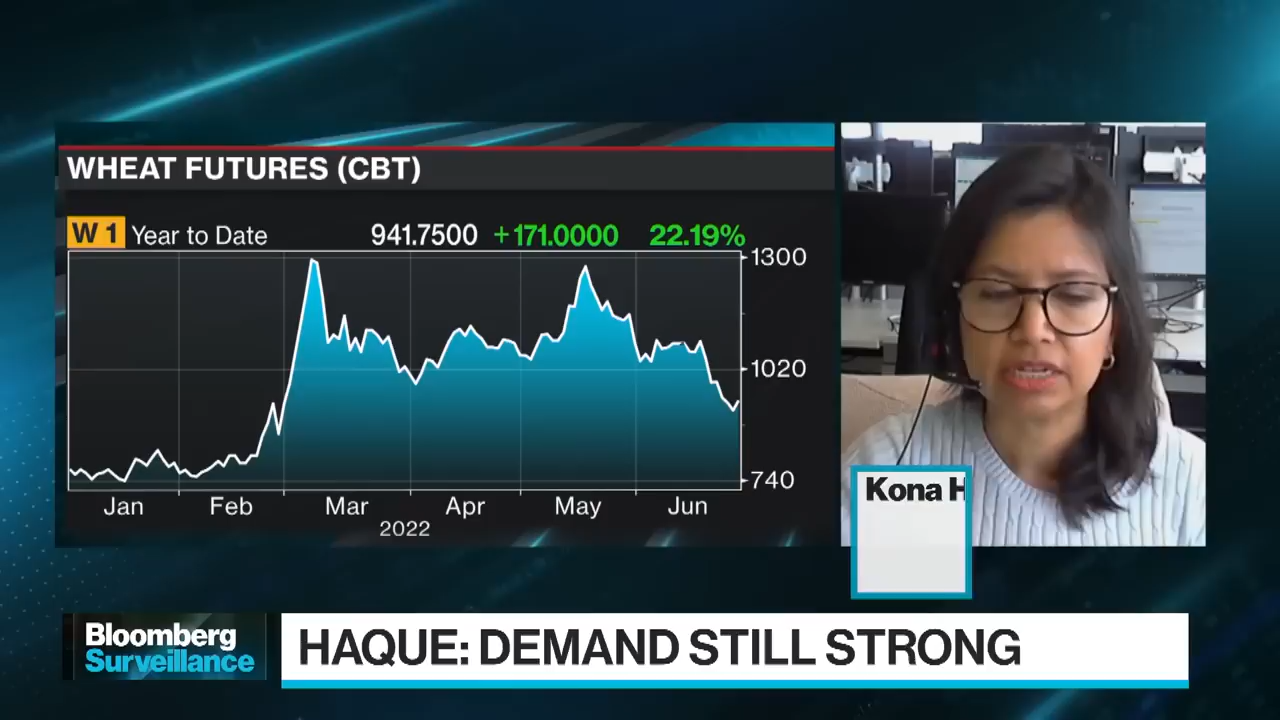 WHEAT FUTURES (CBT)
W 1 Year to Date 941.7500 +171.0000 22.19%
1300
1020
740
Jan Feb Mar Apr May Jun
2022
Kona H
Bloomberg
Surveillance
HAQUE: DEMAND STILL STRONG